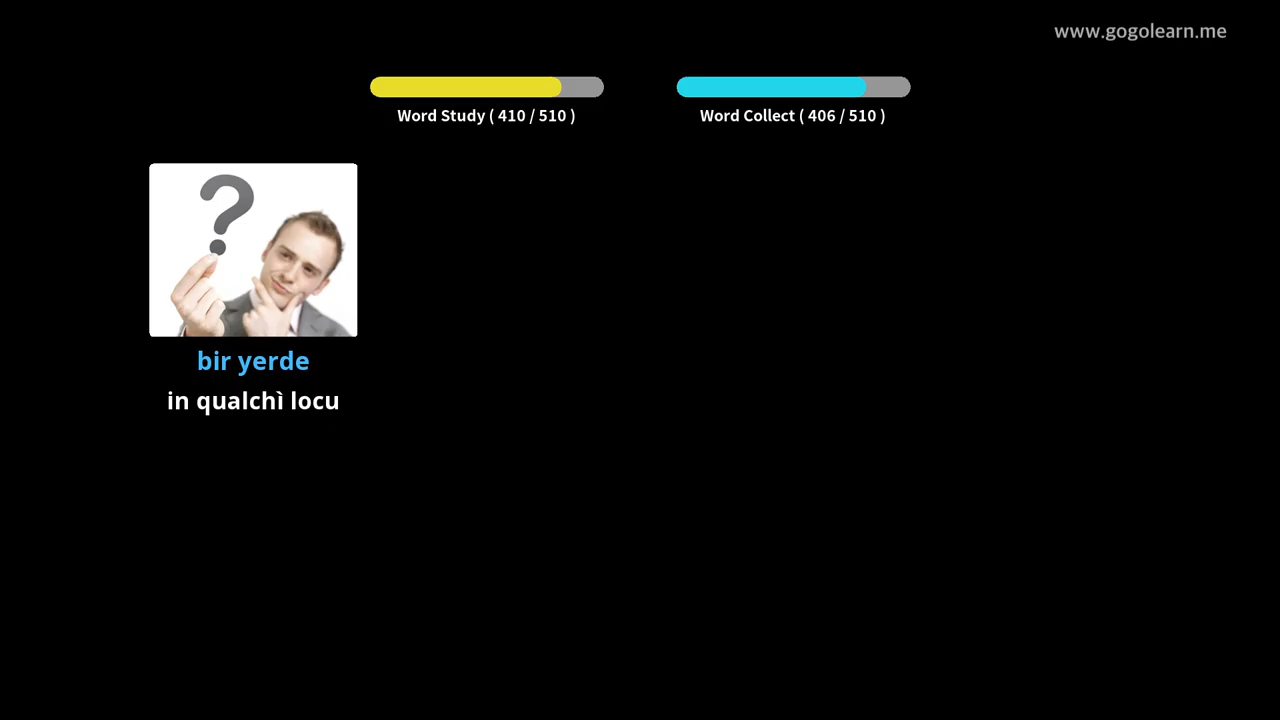 www.gogolearn.me
Word Study ( 410 / 510 )
Word Collect ( 406 / 510 )
bir yerde
in qualchì locu